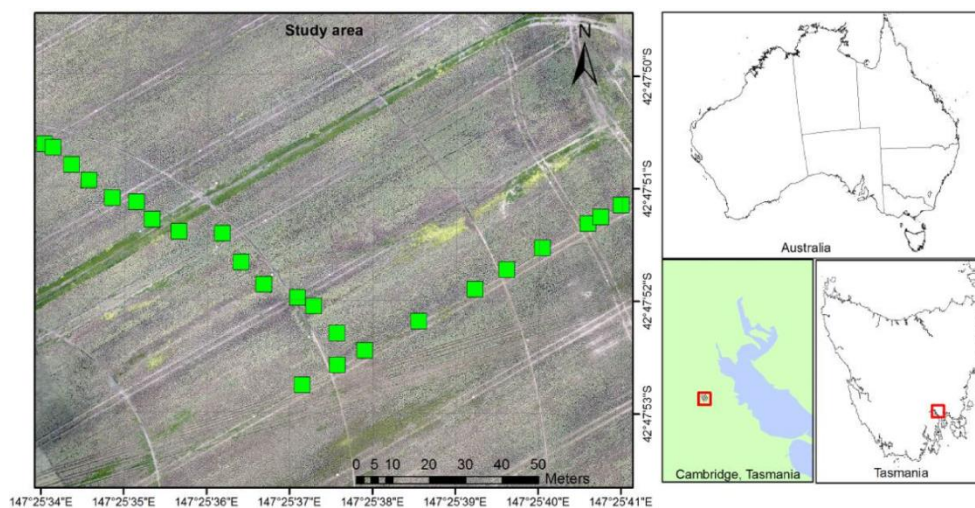 Study area
N
42°47'50"S
42°47'51"S
42°47'52"S
42°47'53"S
0 5 10 20 30 40 50
Meters
147°25'34"E 147°25'35"E 147°25'36"E 147°25'37"E 147°25'38"E 147°25'39"E 147°25'40"E 147°25'41"E
Australia
Cambridge, Tasmania
Tasmania